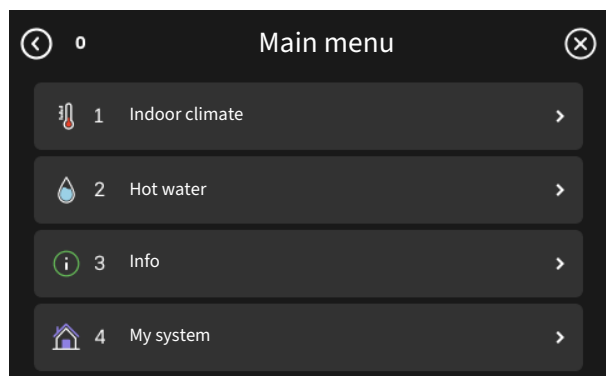 0 Main menu
1 Indoor climate
2 Hot water
3 Info
4 My system